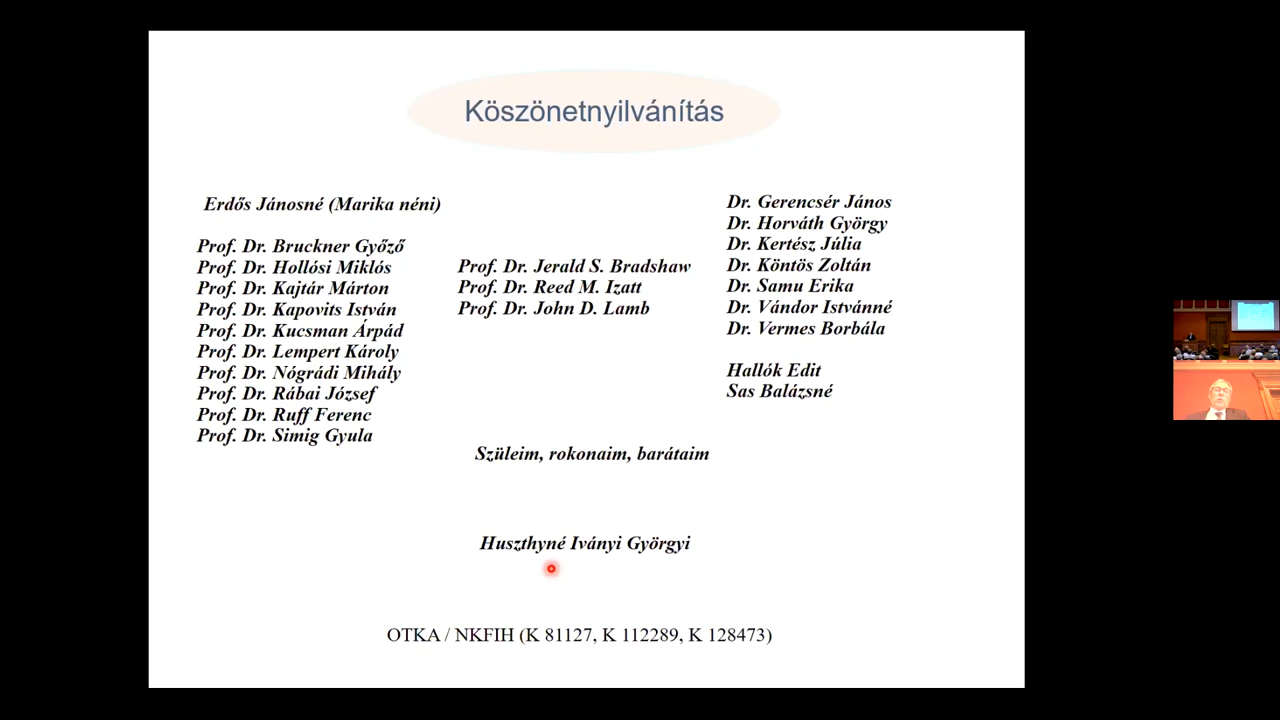 Köszönetnyilvánítás
Erdős Jánosné (Marika néni)
Prof. Dr. Bruckner Győző
Prof. Dr. Hollósi Miklós
Prof. Dr. Kajtár Márton
Prof. Dr. Kapovits István
Prof. Dr. Kucsman Árpád
Prof. Dr. Lempert Károly
Prof. Dr. Nógrádi Mihály
Prof. Dr. Rábai József
Prof. Dr. Ruff Ferenc
Prof. Dr. Simig Gyula
Prof. Dr. Jerald S. Bradshaw
Prof. Dr. Reed M. Izatt
Prof. Dr. John D. Lamb
Dr. Gerencsér János
Dr. Horváth György
Dr. Kertész Júlia
Dr. Köntös Zoltán
Dr. Samu Erika
Dr. Vándor Istvánné
Dr. Vermes Borbála
Hallók Edit
Sas Balázsné
Szüleim, rokonaim, barátaim
Huszthyné Iványi Györgyi
OTKA / NKFIH (K 81127, K 112289, K 128473)